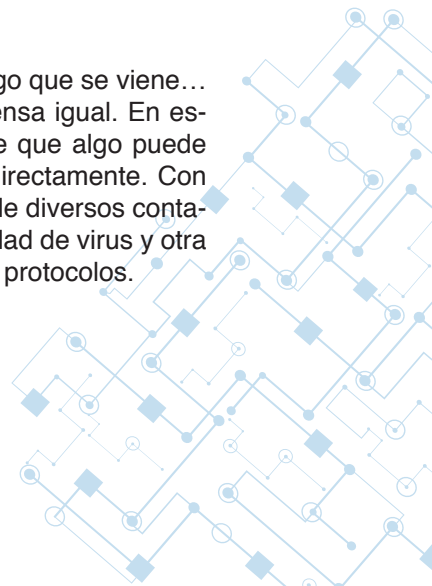 go que se viene…
ensa igual. En es-
e que algo puede
directamente. Con
de diversos conta-
dad de virus y otra
protocolos.